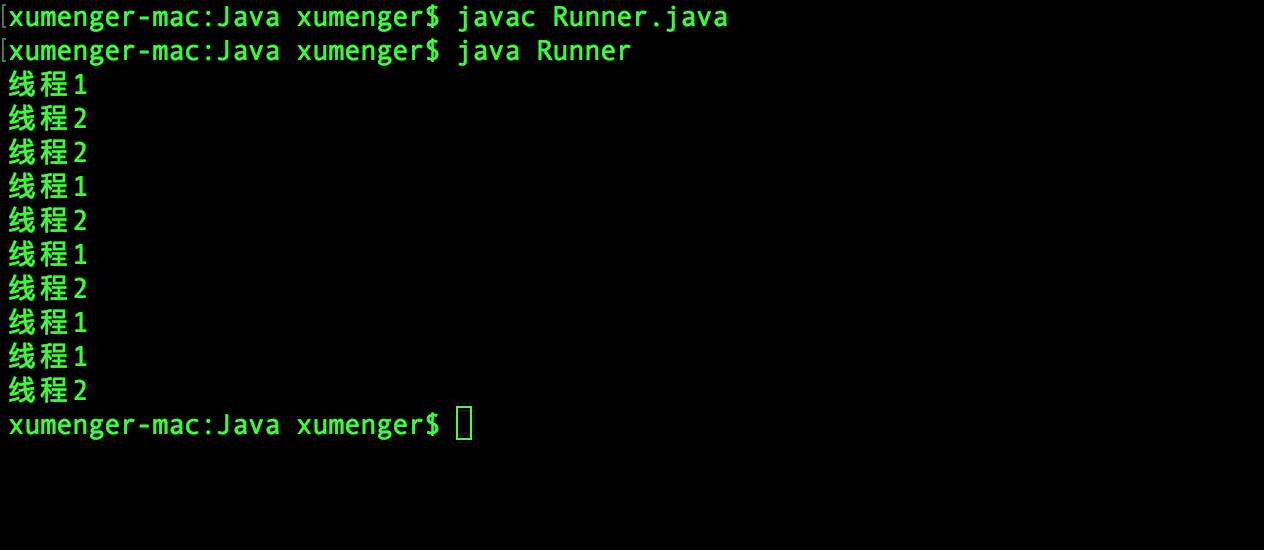 [xumenger-mac:Java xumenger$ javac Runner.java
[xumenger-mac:Java xumenger$ java Runner
线程1
线程2
线程2
线程1
线程2
线程1
线程2
线程1
线程1
线程2
xumenger-mac:Java xumenger$